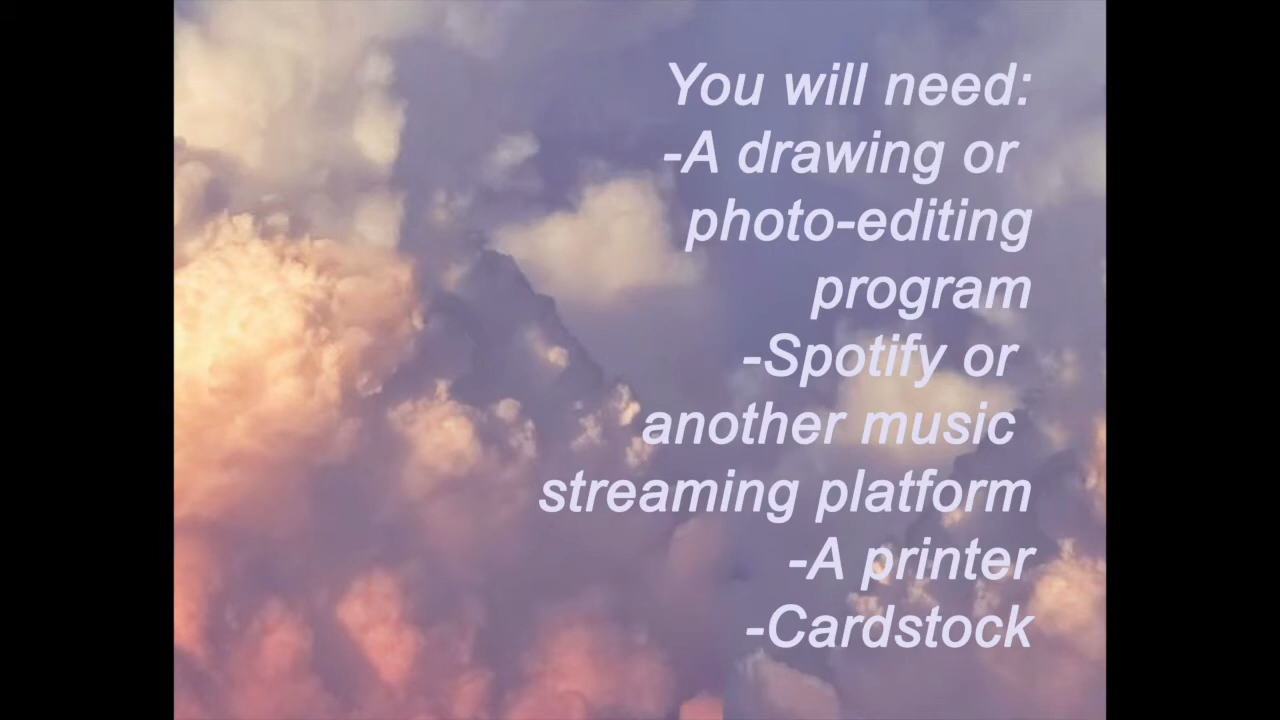 You will need:
-A drawing or
photo-editing
program
-Spotify or
another music
streaming platform
-A printer
-Cardstock